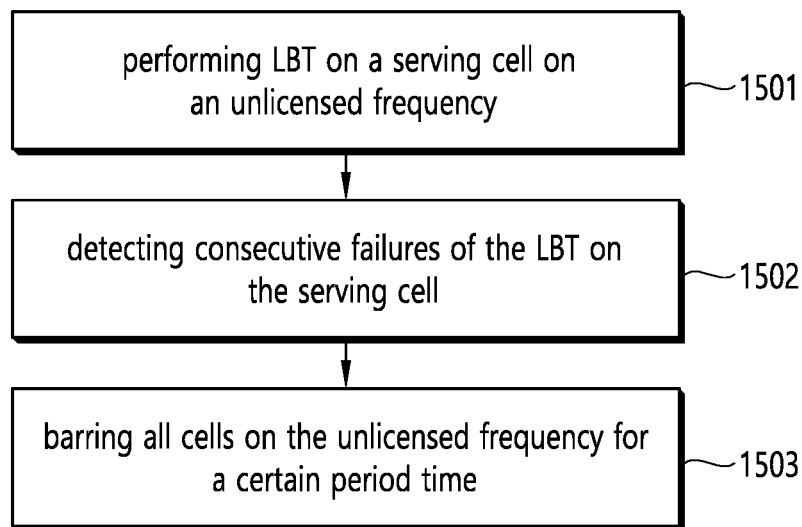 performing LBT on a serving cell on
an unlicensed frequency
1501
detecting consecutive failures of the LBT on
the serving cell
1502
barring all cells on the unlicensed frequency for
a certain period time
1503